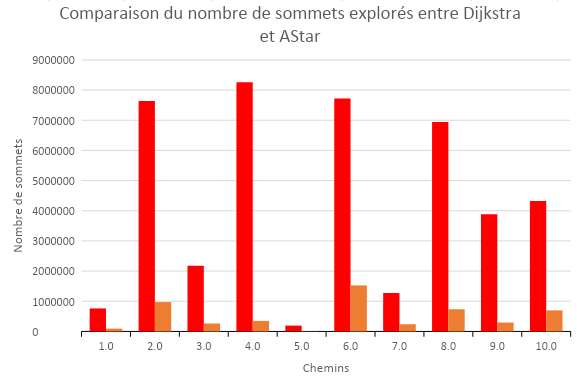 Comparaison du nombre de sommets explorés entre Dijkstra
et AStar
9000000
8000000
7000000
6000000
5000000
4000000
3000000
2000000
1000000
0
Nombre de sommets
1.0 2.0 3.0 4.0 5.0 6.0 7.0 8.0 9.0 10.0
Chemins